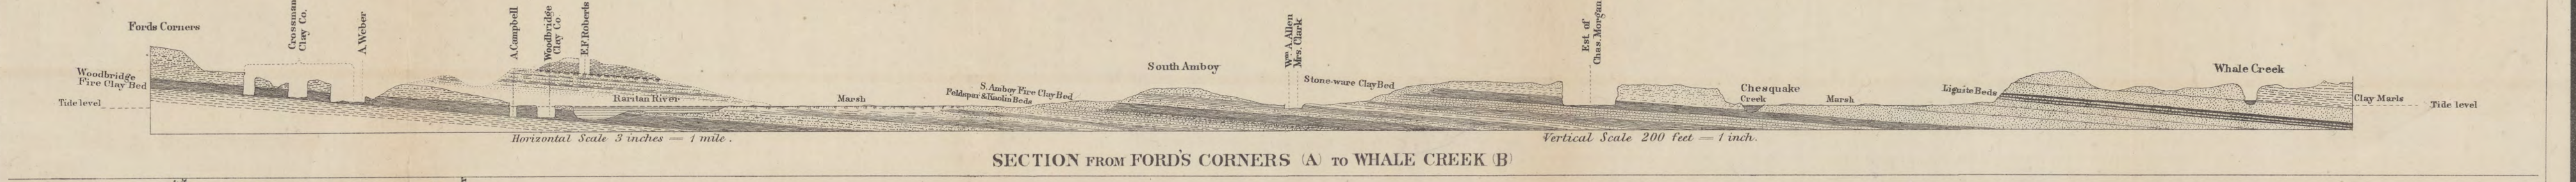 Fords Corners
Crossman
Clay Co.
A. Weber
A. Campbell
Woodbridge
Clay Co
E.F. Roberts
Wm. A. Allen
Mrs. Clark
Est. of
Chas. Morgan
Woodbridge
Fire Clay Bed
Tide level
Raritan River
Marsh
S. Amboy Fire Clay Bed
Feldspar & Kaolin Beds
South Amboy
Stone-ware Clay Bed
Chesquake
Creek
Marsh
Lignite Beds
Whale Creek
Clay Marls
Tide level
Horizontal Scale 3 inches = 1 mile.
Vertical Scale 200 feet = 1 inch.
SECTION FROM FORD'S CORNERS (A) TO WHALE CREEK (B)